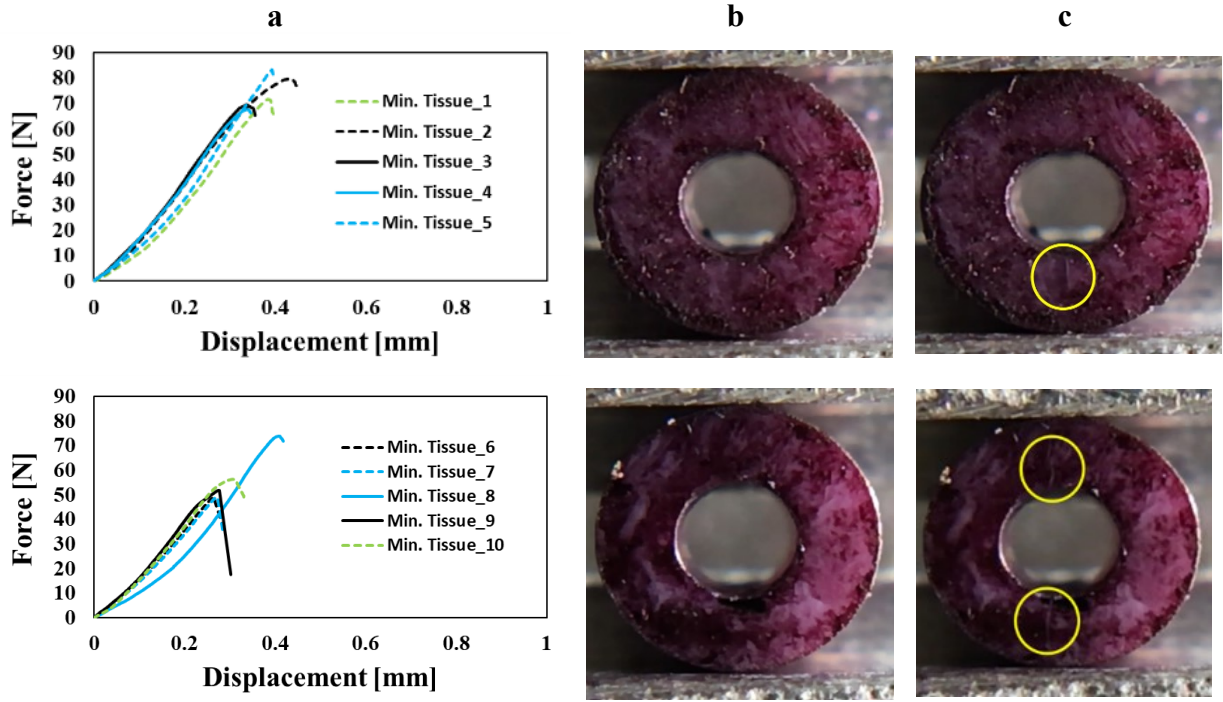 a
b
c
90
80
70
60
50
40
30
20
10
0
Force [N]
Min. Tissue_1
Min. Tissue_2
Min. Tissue_3
Min. Tissue_4
Min. Tissue_5
0 0.2 0.4 0.6 0.8 1
Displacement [mm]
90
80
70
60
50
40
30
20
10
0
Force [N]
Min. Tissue_6
Min. Tissue_7
Min. Tissue_8
Min. Tissue_9
Min. Tissue_10
0 0.2 0.4 0.6 0.8 1
Displacement [mm]